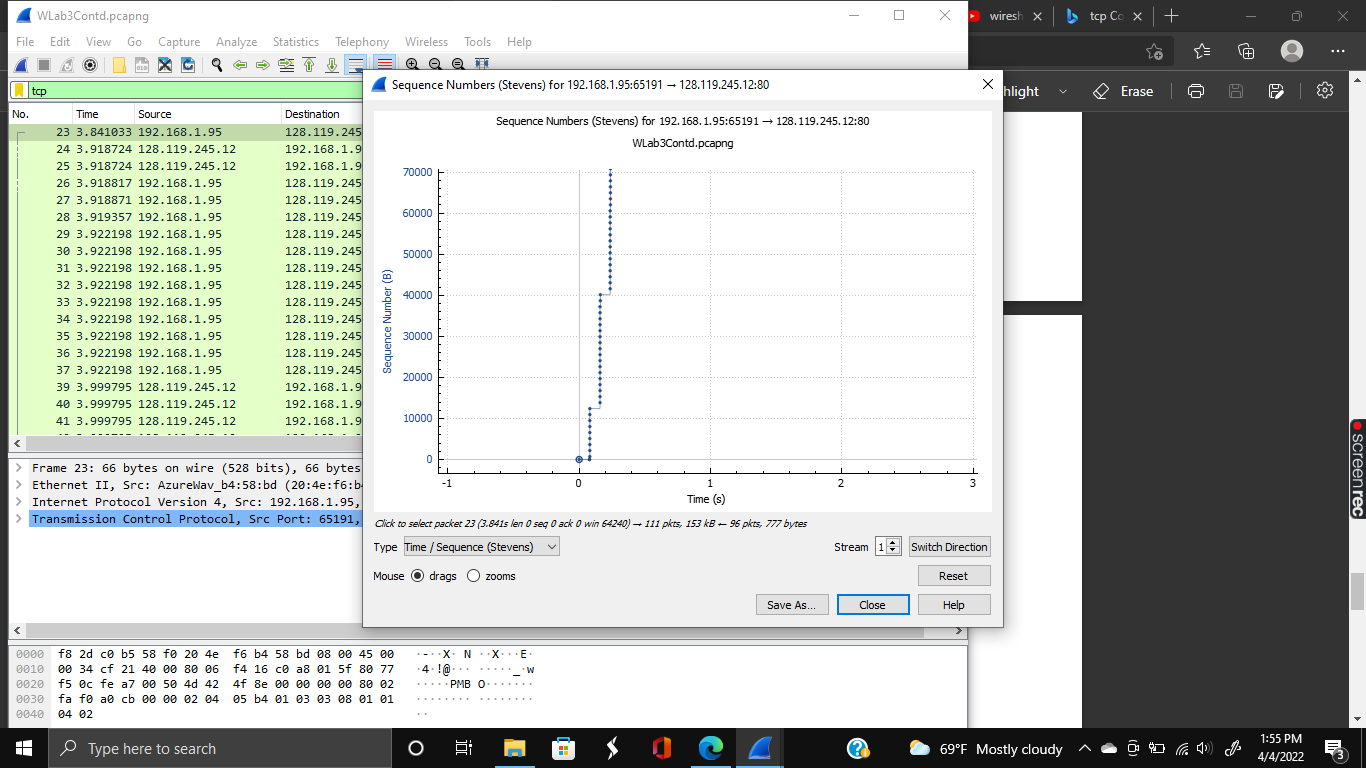 WLab3Contd.pcapng
wiresh
tcp Co
File Edit View Go Capture Analyze Statistics Telephony Wireless Tools Help
tcp
hlight
Erase
No. Time Source Destination
23 3.841033 192.168.1.95 128.119.245
24 3.918724 128.119.245.12 192.168.1.9
25 3.918724 128.119.245.12 192.168.1.9
26 3.918817 192.168.1.95 128.119.245
27 3.918871 192.168.1.95 128.119.245
28 3.919357 192.168.1.95 128.119.245
29 3.922198 192.168.1.95 128.119.245
30 3.922198 192.168.1.95 128.119.245
31 3.922198 192.168.1.95 128.119.245
32 3.922198 192.168.1.95 128.119.245
33 3.922198 192.168.1.95 128.119.245
34 3.922198 192.168.1.95 128.119.245
35 3.922198 192.168.1.95 128.119.245
36 3.922198 192.168.1.95 128.119.245
37 3.922198 192.168.1.95 128.119.245
39 3.999795 128.119.245.12 192.168.1.9
40 3.999795 128.119.245.12 192.168.1.9
41 3.999795 128.119.245.12 192.168.1.9
Sequence Numbers (Stevens) for 192.168.1.95:65191 → 128.119.245.12:80
Sequence Numbers (Stevens) for 192.168.1.95:65191 → 128.119.245.12:80
WLab3Contd.pcapng
Sequence Number (B)
70000
60000
50000
40000
30000
20000
10000
0
-1 0 1 2 3
Time (s)
Click to select packet 23 (3.841s len 0 seq 0 ack 0 win 64240) → 111 pkts, 153 kB ← 96 pkts, 777 bytes
Type Time / Sequence (Stevens) Stream 1 Switch Direction
Mouse drags zooms Reset
Save As... Close Help
Frame 23: 66 bytes on wire (528 bits), 66 bytes
Ethernet II, Src: AzureWav_b4:58:bd (20:4e:f6:b4
Internet Protocol Version 4, Src: 192.168.1.95,
Transmission Control Protocol, Src Port: 65191,
0000 f8 2d c0 b5 58 f0 20 4e f6 b4 58 bd 08 00 45 00 ·-··X· N ··X···E·
0010 00 34 cf 21 40 00 80 06 f4 16 c0 a8 01 5f 80 77 ·4·!@··· ·····_·w
0020 f5 0c fe a7 00 50 4d 42 4f 8e 00 00 00 00 80 02 ·····PMB O·······
0030 fa f0 a0 cb 00 00 02 04 05 b4 01 03 03 08 01 01 ········ ········
0040 04 02 ··
screenrec
Type here to search
69°F Mostly cloudy
1:55 PM
4/4/2022
3